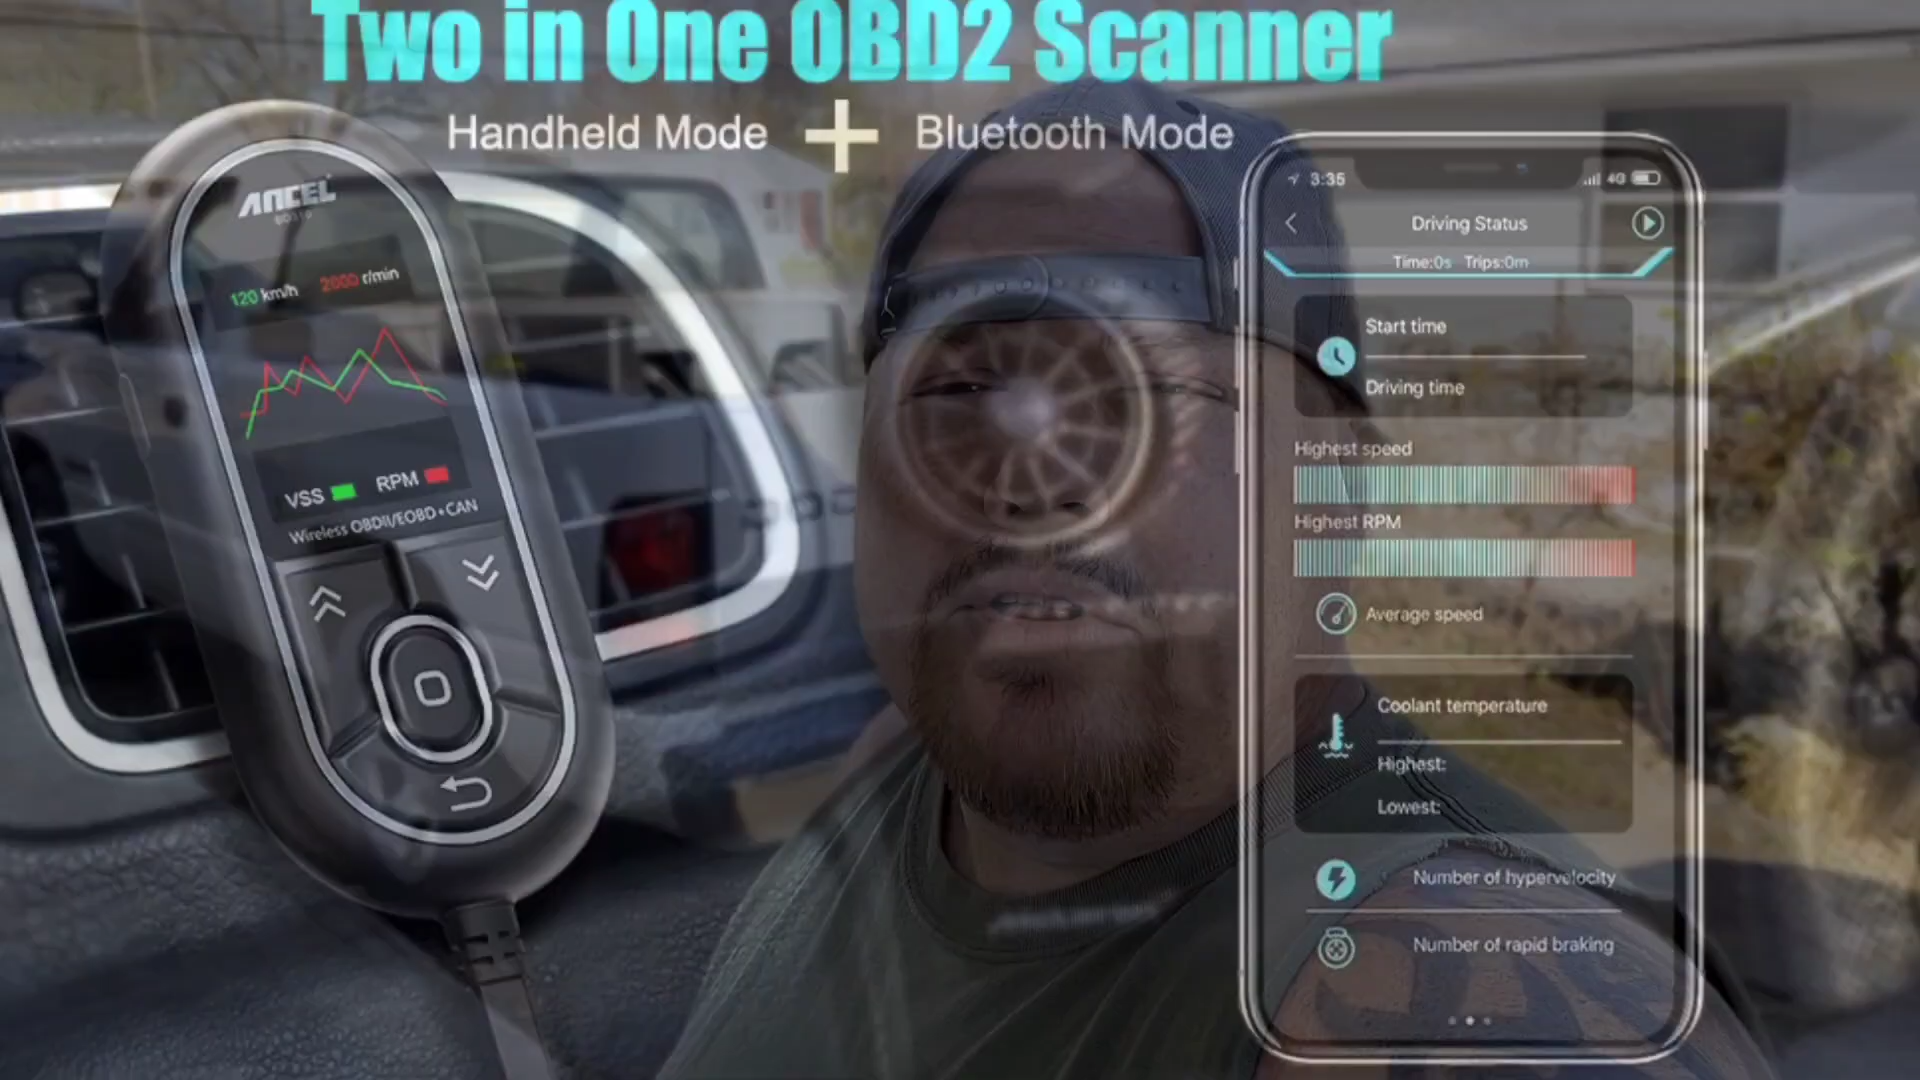 Two in One OBD2 Scanner
Handheld Mode + Bluetooth Mode
ANCEL
120 km/h 2000 r/min
VSS RPM
Wireless OBDII/EOBD+CAN
3:35 4G
Driving Status
Time:0s Trips:0m
Start time
Driving time
Highest speed
Highest RPM
Average speed
Coolant temperature
Highest:
Lowest:
Number of hypervelocity
Number of rapid braking